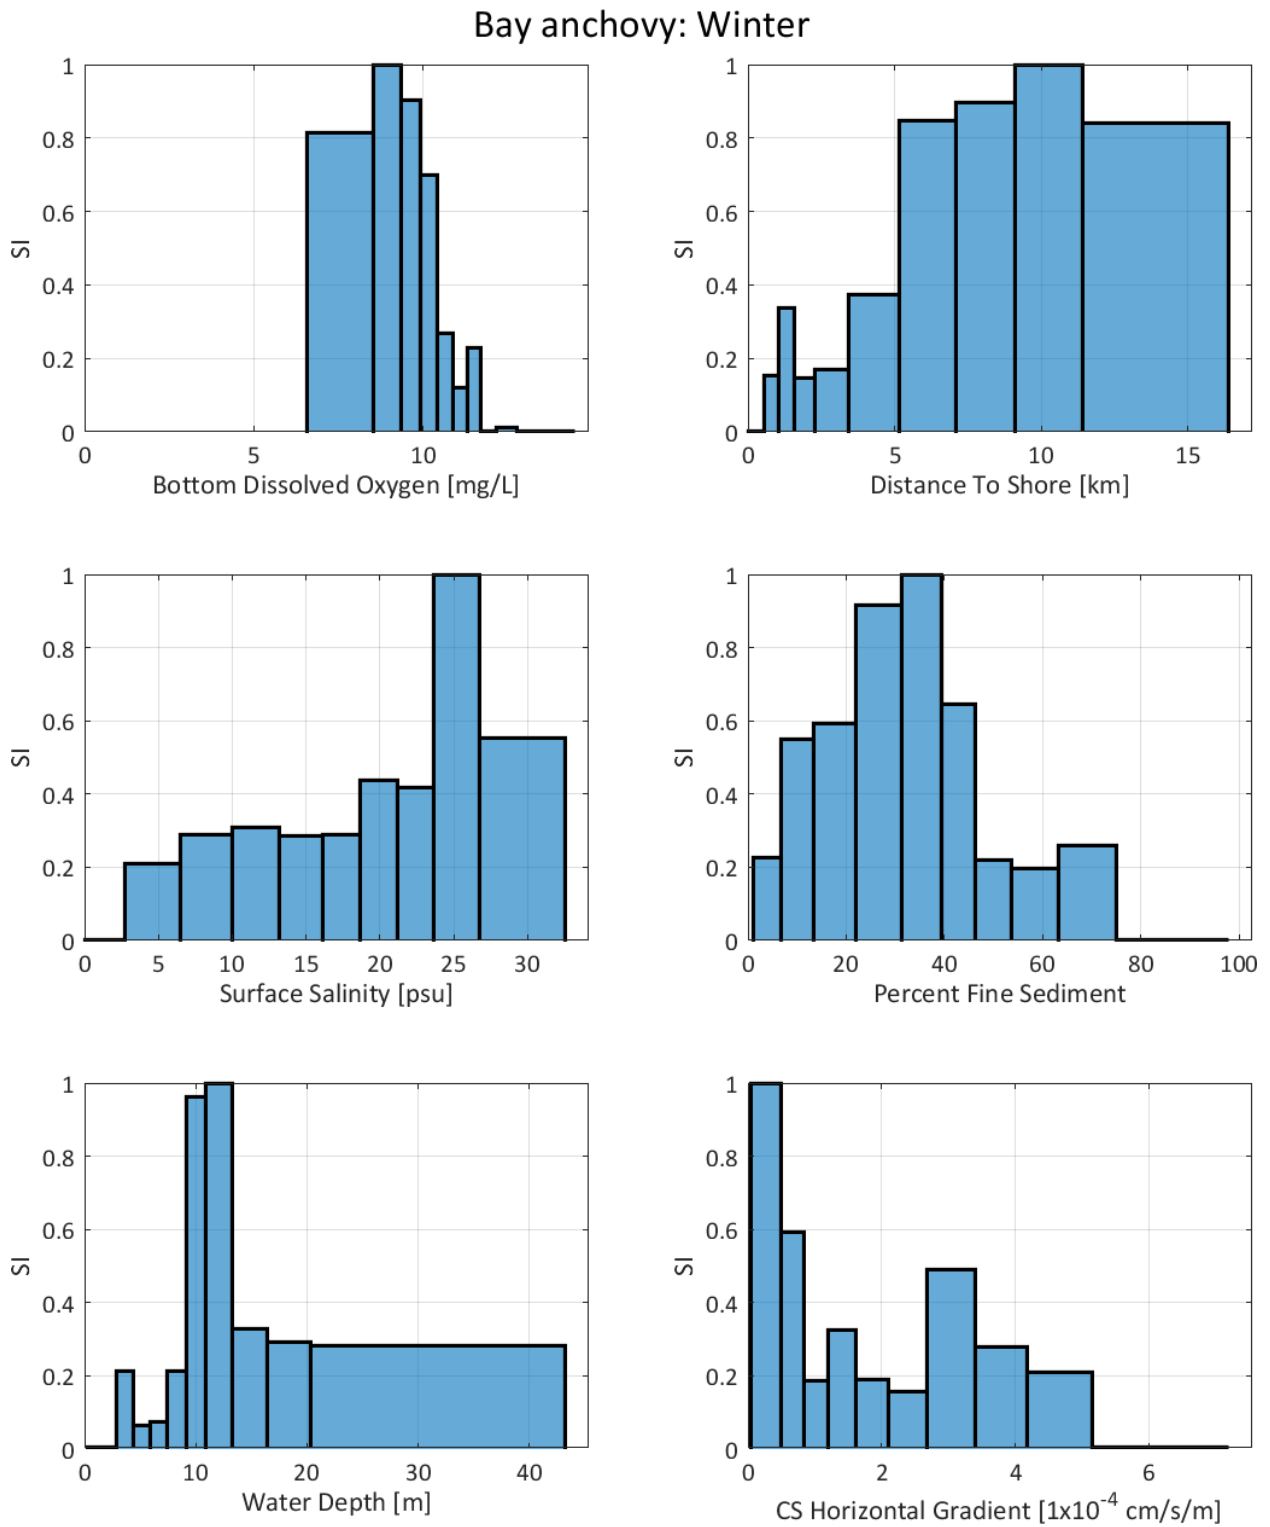 Bay anchovy: Winter
SI
1
0.8
0.6
0.4
0.2
0
0 5 10
Bottom Dissolved Oxygen [mg/L]
SI
1
0.8
0.6
0.4
0.2
0
0 5 10 15
Distance To Shore [km]
SI
1
0.8
0.6
0.4
0.2
0
0 5 10 15 20 25 30
Surface Salinity [psu]
SI
1
0.8
0.6
0.4
0.2
0
0 20 40 60 80 100
Percent Fine Sediment
SI
1
0.8
0.6
0.4
0.2
0
0 10 20 30 40
Water Depth [m]
SI
1
0.8
0.6
0.4
0.2
0
0 2 4 6
CS Horizontal Gradient [1x10⁻⁴ cm/s/m]